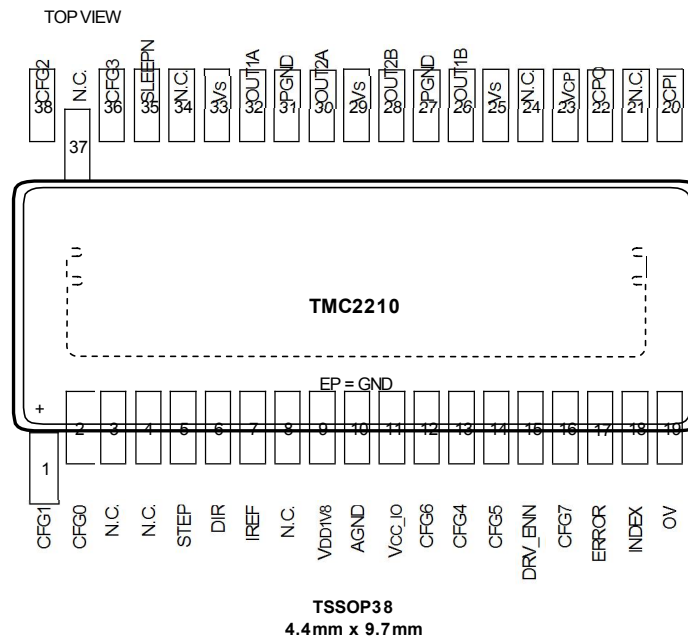 TOP VIEW
CFG2
N.C.
CFG3
SLEEPN
N.C.
VS
OUT1A
PGND
OUT2A
VS
OUT2B
PGND
OUT1B
VS
N.C.
VCP
CPO
N.C.
CPI
38
37
36
35
34
33
32
31
30
29
28
27
26
25
24
23
22
21
20
TMC2210
EP = GND
+
1
2
3
4
5
6
7
8
9
10
11
12
13
14
15
16
17
18
19
CFG1
CFG0
N.C.
N.C.
STEP
DIR
IREF
N.C.
VDD1V8
AGND
VCC_IO
CFG6
CFG4
CFG5
DRV_ENN
CFG7
ERROR
INDEX
OV
TSSOP38
4.4mm x 9.7mm